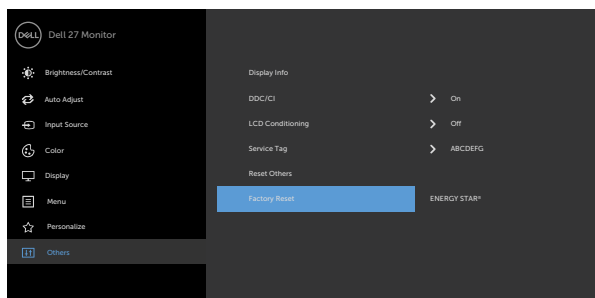 DELL Dell 27 Monitor
Brightness/Contrast
Auto Adjust
Input Source
Color
Display
Menu
Personalize
Others
Display Info
DDC/CI On
LCD Conditioning Off
Service Tag ABCDEFG
Reset Others
Factory Reset ENERGY STAR®